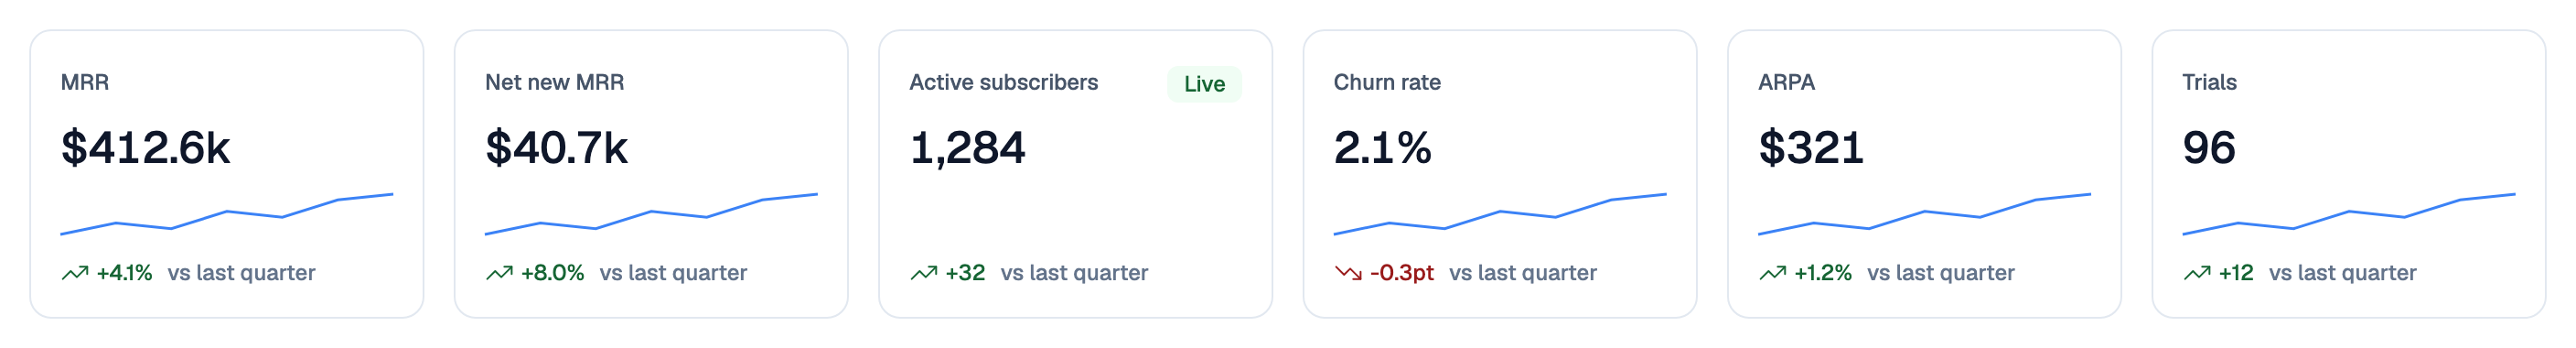 MRR
$412.6k
+4.1% vs last quarter
Net new MRR
$40.7k
+8.0% vs last quarter
Active subscribers
Live
1,284
+32 vs last quarter
Churn rate
2.1%
-0.3pt vs last quarter
ARPA
$321
+1.2% vs last quarter
Trials
96
+12 vs last quarter